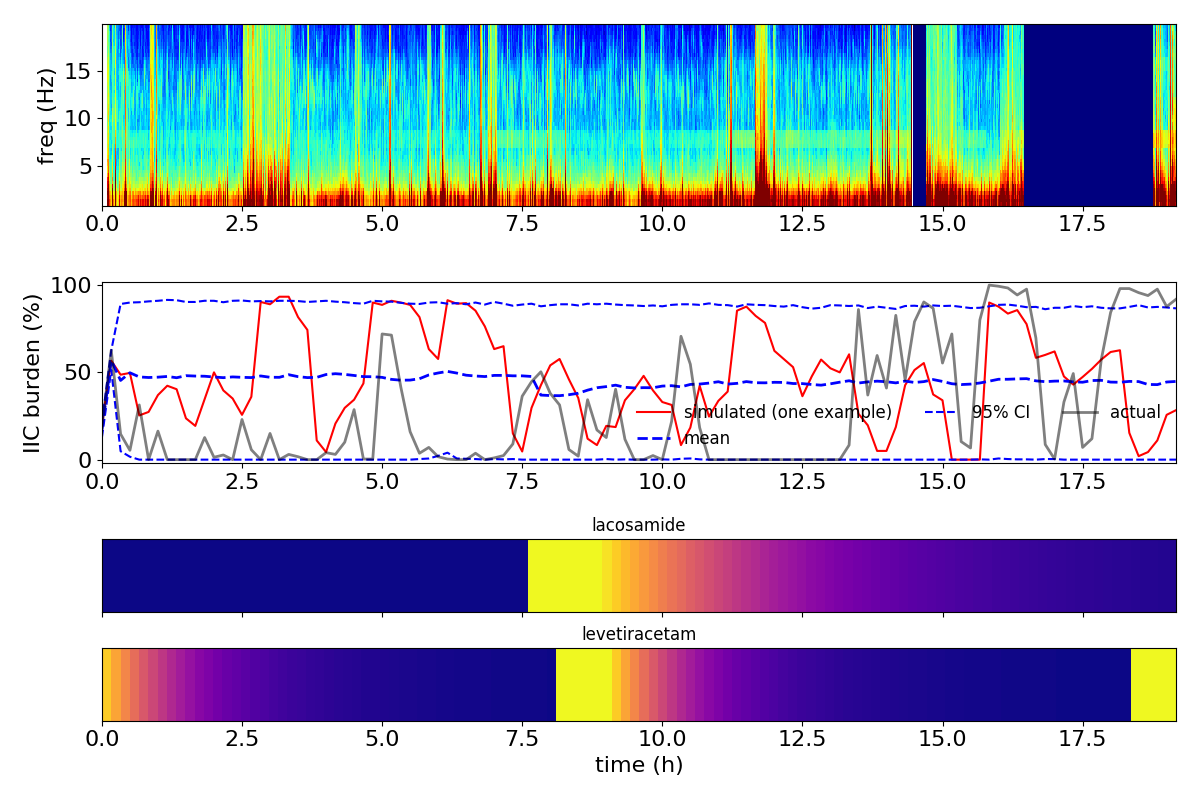 freq (Hz)
15
10
5
0.0 2.5 5.0 7.5 10.0 12.5 15.0 17.5
IIC burden (%)
100
50
0
simulated (one example) 95% CI actual
mean
0.0 2.5 5.0 7.5 10.0 12.5 15.0 17.5
lacosamide
levetiracetam
0.0 2.5 5.0 7.5 10.0 12.5 15.0 17.5
time (h)